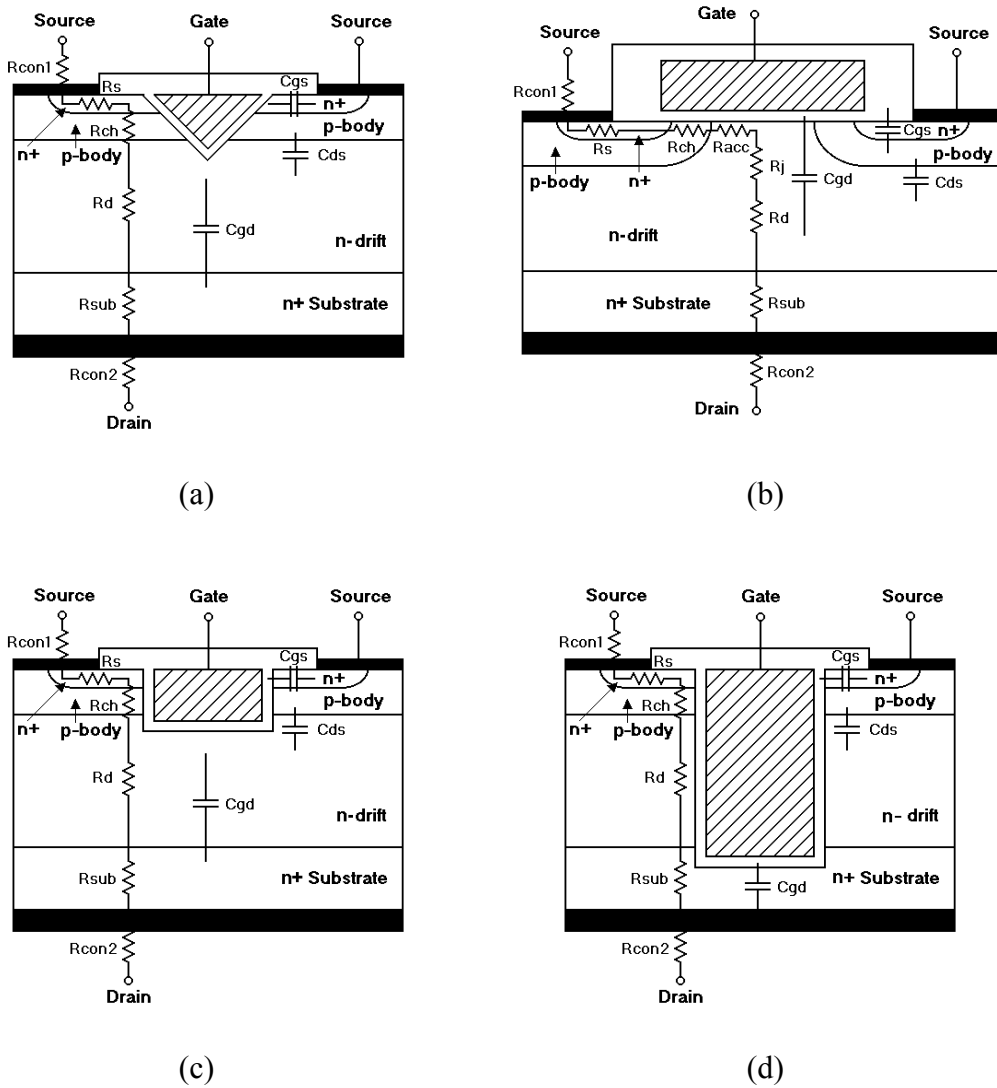 Source Gate Source
Rcon1
Rs
Cgs
n+
Rch
p-body
n+
p-body
Cds
Rd
Cgd
n-drift
Rsub
n+ Substrate
Rcon2
Drain
(a)
Gate
Source Source
Rcon1
Cgs n+
Rs Rch Racc
p-body
p-body n+
Rj
Cgd
Cds
Rd
n-drift
n+ Substrate
Rsub
Rcon2
Drain
(b)
Source Gate Source
Rcon1
Rs
Cgs
n+
Rch
p-body
n+
p-body
Cds
Rd
Cgd
n-drift
Rsub
n+ Substrate
Rcon2
Drain
(c)
Source Gate Source
Rcon1
Rs
Cgs
n+
Rch
p-body
n+
p-body
Cds
Rd
n- drift
Rsub
n+ Substrate
Cgd
Rcon2
Drain
(d)